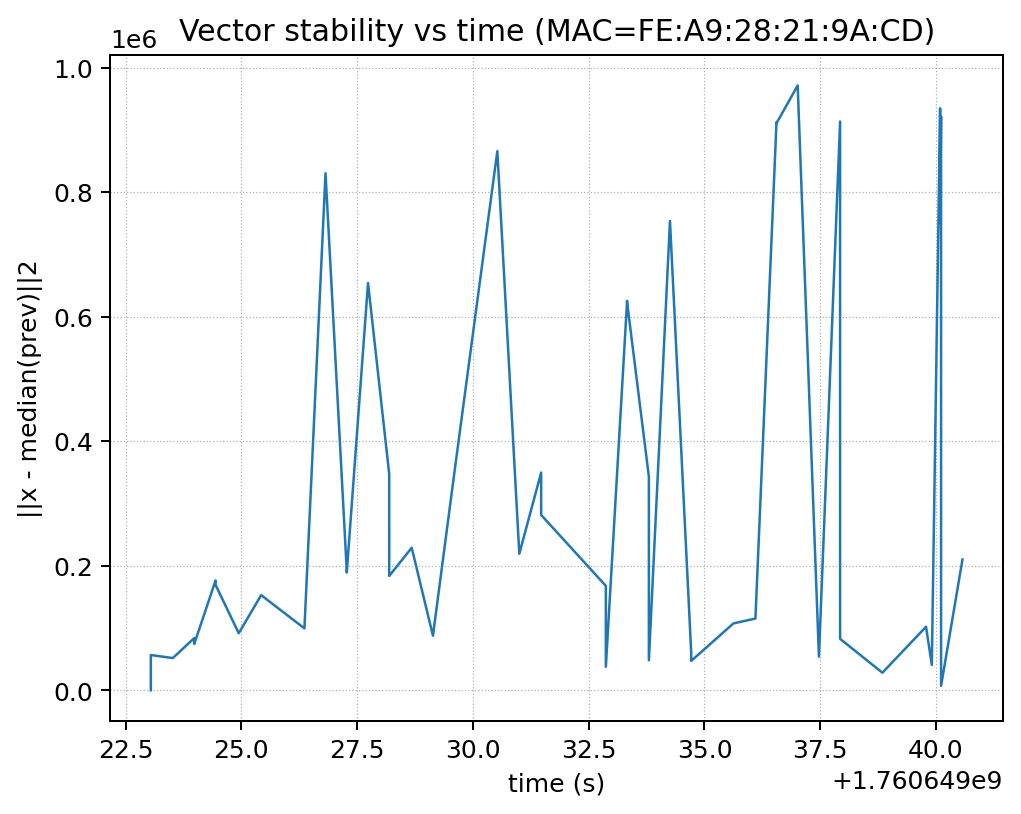 Vector stability vs time (MAC=FE:A9:28:21:9A:CD)
1e6
1.0
0.8
0.6
0.4
0.2
0.0
||x - median(prev)||2
22.5 25.0 27.5 30.0 32.5 35.0 37.5 40.0
time (s)
+1.760649e9